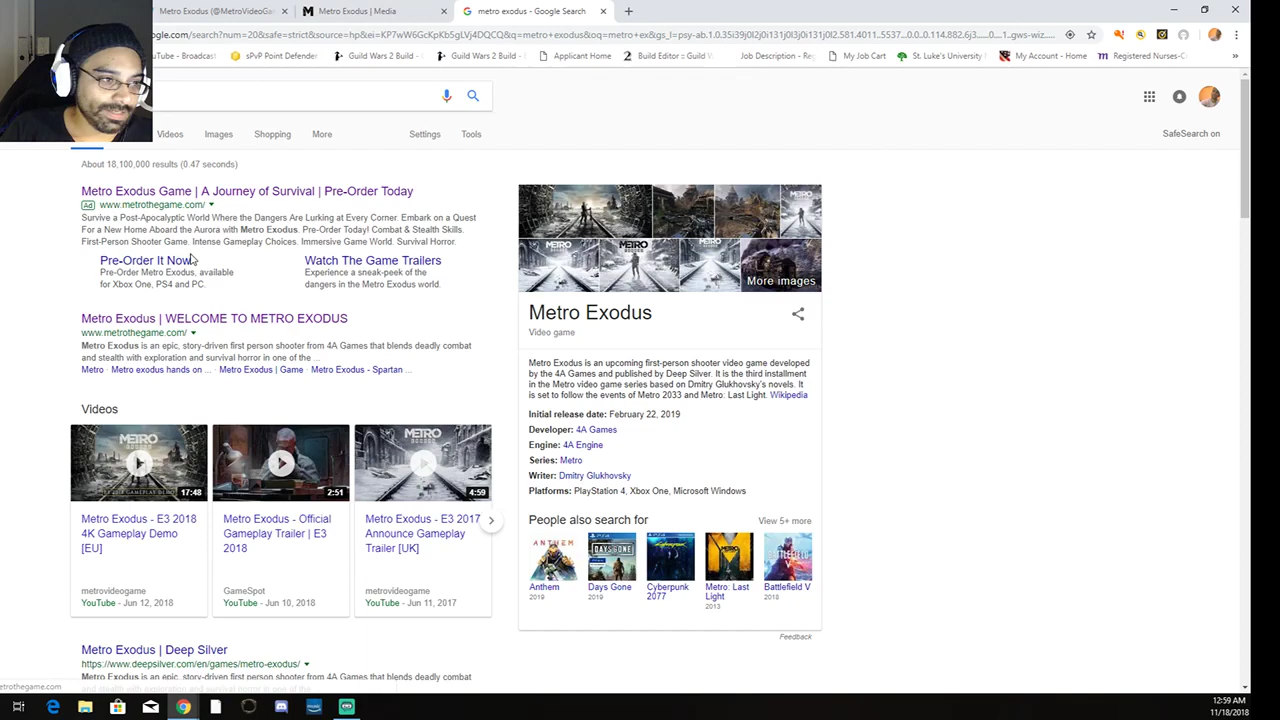 Metro Exodus (@MetroVideoGa
Metro Exodus | Media
metro exodus - Google Search
ogle.com/search?num=20&safe=strict&source=hp&ei=KP7wW6GcKpKb5gLVj4DQCQ&q=metro+exodus&oq=metro+ex&gs_l=psy-ab.1.0.35i39j0l2j0i131j0l3j0i131j0l2.581.4011..5537...0.0..0.114.882.6j3......0....1..gws-wiz....
uTube - Broadcast
sPvP Point Defender
Guild Wars 2 Build -
Guild Wars 2 Build -
Applicant Home
Build Editor :: Guild W
Job Description - Reg
My Job Cart
St. Luke's University
My Account - Home
Registered Nurses-C
Videos
Images
Shopping
More
Settings
Tools
SafeSearch on
About 18,100,000 results (0.47 seconds)
Metro Exodus Game | A Journey of Survival | Pre-Order Today
Ad www.metrothegame.com/
Survive a Post-Apocalyptic World Where the Dangers Are Lurking at Every Corner. Embark on a Quest
For a New Home Aboard the Aurora with Metro Exodus. Pre-Order Today! Combat & Stealth Skills.
First-Person Shooter Game. Intense Gameplay Choices. Immersive Game World. Survival Horror.
Pre-Order It Now
Pre-Order Metro Exodus, available
for Xbox One, PS4 and PC.
Watch The Game Trailers
Experience a sneak-peek of the
dangers in the Metro Exodus world.
Metro Exodus | WELCOME TO METRO EXODUS
www.metrothegame.com/
Metro Exodus is an epic, story-driven first person shooter from 4A Games that blends deadly combat
and stealth with exploration and survival horror in one of the ...
Metro · Metro exodus hands on ... · Metro Exodus | Game · Metro Exodus - Spartan ...
Videos
METRO
EXODUS
17:48
2:51
METRO
EXODUS
4:59
Metro Exodus - E3 2018
4K Gameplay Demo
[EU]
metrovideogame
YouTube - Jun 12, 2018
Metro Exodus - Official
Gameplay Trailer | E3
2018
GameSpot
YouTube - Jun 10, 2018
Metro Exodus - E3 2017
Announce Gameplay
Trailer [UK]
metrovideogame
YouTube - Jun 11, 2017
Metro Exodus | Deep Silver
https://www.deepsilver.com/en/games/metro-exodus/
Metro Exodus is an epic, story-driven first person shooter from 4A Games that blends deadly combat
and stealth with exploration and survival horror in one of the
METRO
METRO
METRO
METRO
More images
Metro Exodus
Video game
Metro Exodus is an upcoming first-person shooter video game developed
by the 4A Games and published by Deep Silver. It is the third installment
in the Metro video game series based on Dmitry Glukhovsky's novels. It
is set to follow the events of Metro 2033 and Metro: Last Light. Wikipedia
Initial release date: February 22, 2019
Developer: 4A Games
Engine: 4A Engine
Series: Metro
Writer: Dmitry Glukhovsky
Platforms: PlayStation 4, Xbox One, Microsoft Windows
People also search for
View 5+ more
ANTHEM
DAYS GONE
METRO
Anthem
2019
Days Gone
2019
Cyberpunk
2077
Metro: Last
Light
2013
Battlefield V
2018
Feedback
etrothegame.com
12:59 AM
11/18/2018